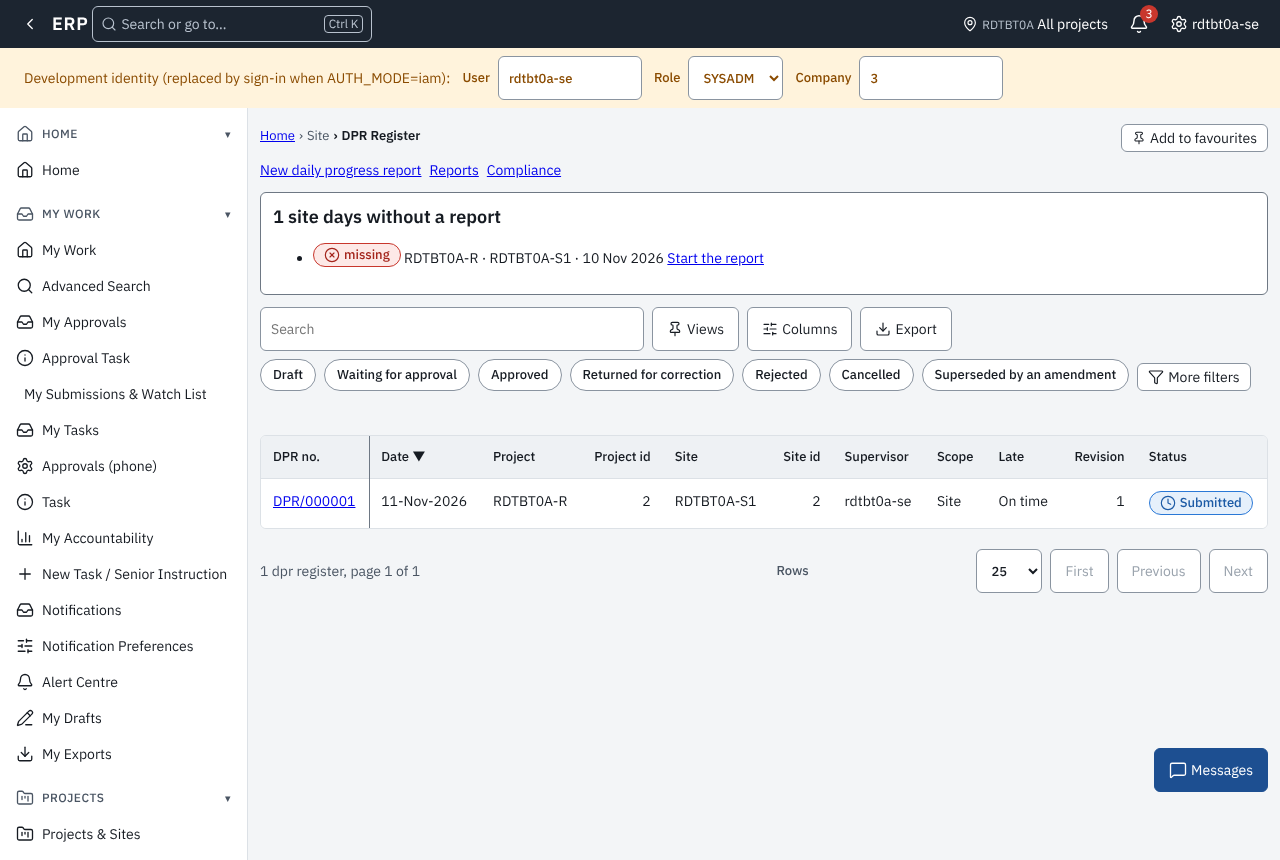 ERP
Search or go to...
Ctrl K
RDTBT0A All projects
3
rdtbt0a-se
Development identity (replaced by sign-in when AUTH_MODE=iam):
User
rdtbt0a-se
Role
SYSADM
Company
3
HOME
Home
MY WORK
My Work
Advanced Search
My Approvals
Approval Task
My Submissions & Watch List
My Tasks
Approvals (phone)
Task
My Accountability
New Task / Senior Instruction
Notifications
Notification Preferences
Alert Centre
My Drafts
My Exports
PROJECTS
Projects & Sites
Home › Site › DPR Register
Add to favourites
New daily progress report Reports Compliance
1 site days without a report
missing RDTBT0A-R · RDTBT0A-S1 · 10 Nov 2026 Start the report
Search
Views
Columns
Export
Draft
Waiting for approval
Approved
Returned for correction
Rejected
Cancelled
Superseded by an amendment
More filters
DPR no. Date ▼ Project Project id Site Site id Supervisor Scope Late Revision Status
DPR/000001 11-Nov-2026 RDTBT0A-R 2 RDTBT0A-S1 2 rdtbt0a-se Site On time 1 Submitted
1 dpr register, page 1 of 1
Rows
25
First
Previous
Next
Messages